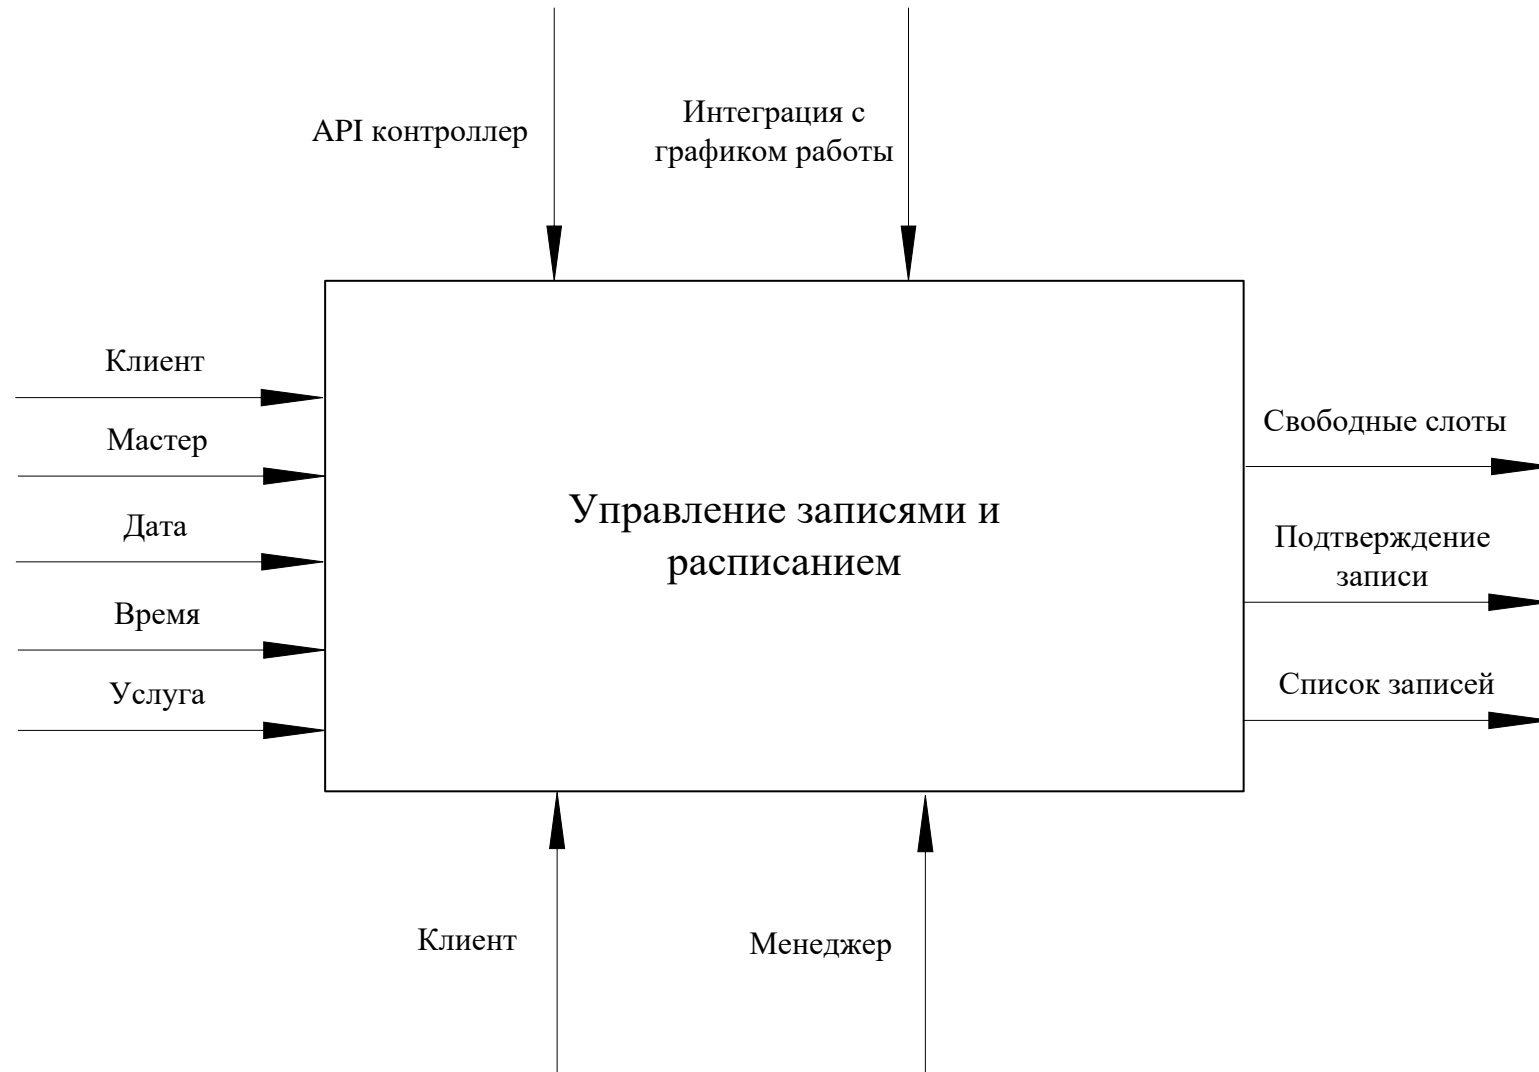 API контроллер
Интеграция с
графиком работы
Клиент
Мастер
Дата
Время
Услуга
Управление записями и
расписанием
Свободные слоты
Подтверждение
записи
Список записей
Клиент
Менеджер